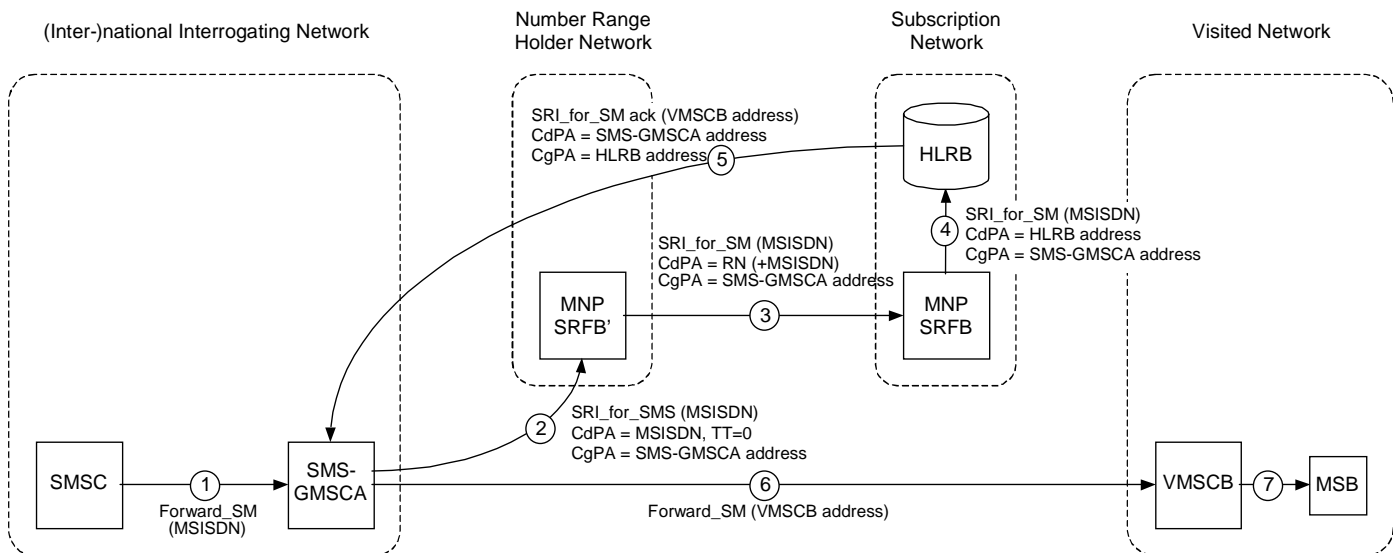 (Inter-)national Interrogating Network
Number Range
Holder Network
Subscription
Network
Visited Network
SRI_for_SM ack (VMSCB address)
CdPA = SMS-GMSCA address
CgPA = HLRB address
5
HLRB
4
SRI_for_SM (MSISDN)
CdPA = HLRB address
CgPA = SMS-GMSCA address
SRI_for_SM (MSISDN)
CdPA = RN (+MSISDN)
CgPA = SMS-GMSCA address
MNP
SRFB'
3
MNP
SRFB
2
SRI_for_SMS (MSISDN)
CdPA = MSISDN, TT=0
CgPA = SMS-GMSCA address
SMSC
1
Forward_SM
(MSISDN)
SMS-
GMSCA
6
Forward_SM (VMSCB address)
VMSCB
7
MSB